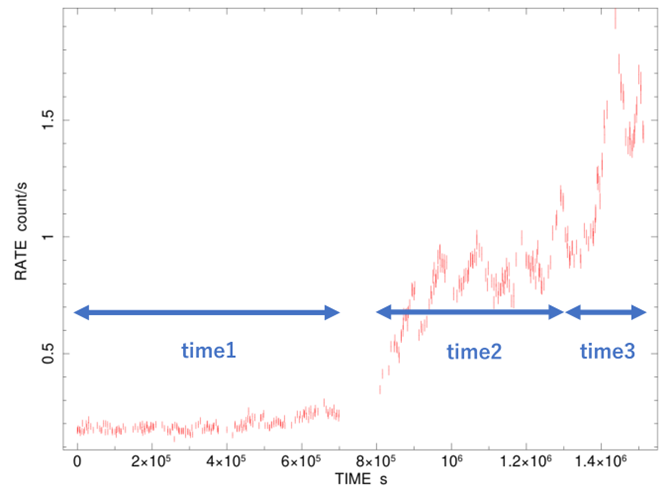 1.5
1
0.5
RATE count/s
time1
time2
time3
0 2×10⁵ 4×10⁵ 6×10⁵ 8×10⁵ 10⁶ 1.2×10⁶ 1.4×10⁶
TIME s